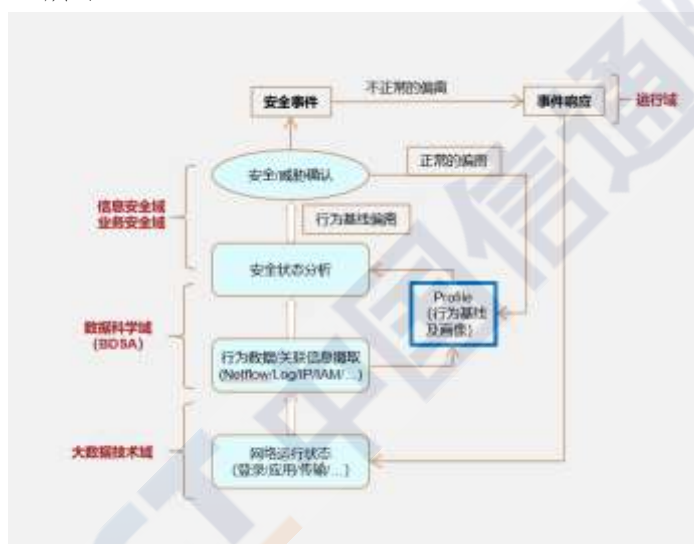 不正常的偏离
安全事件
事件响应
运行域
安全/威胁确认
正常的偏离
信息安全域
业务安全域
行为基线偏离
安全状态分析
Profile
(行为基线
及画像)
数据科学域
(BDSA)
行为数据/关联信息撷取
(Netflow/Log/IP/IAM/…)
大数据技术域
网络运行状态
(登录/应用/传输/…)
中国信通